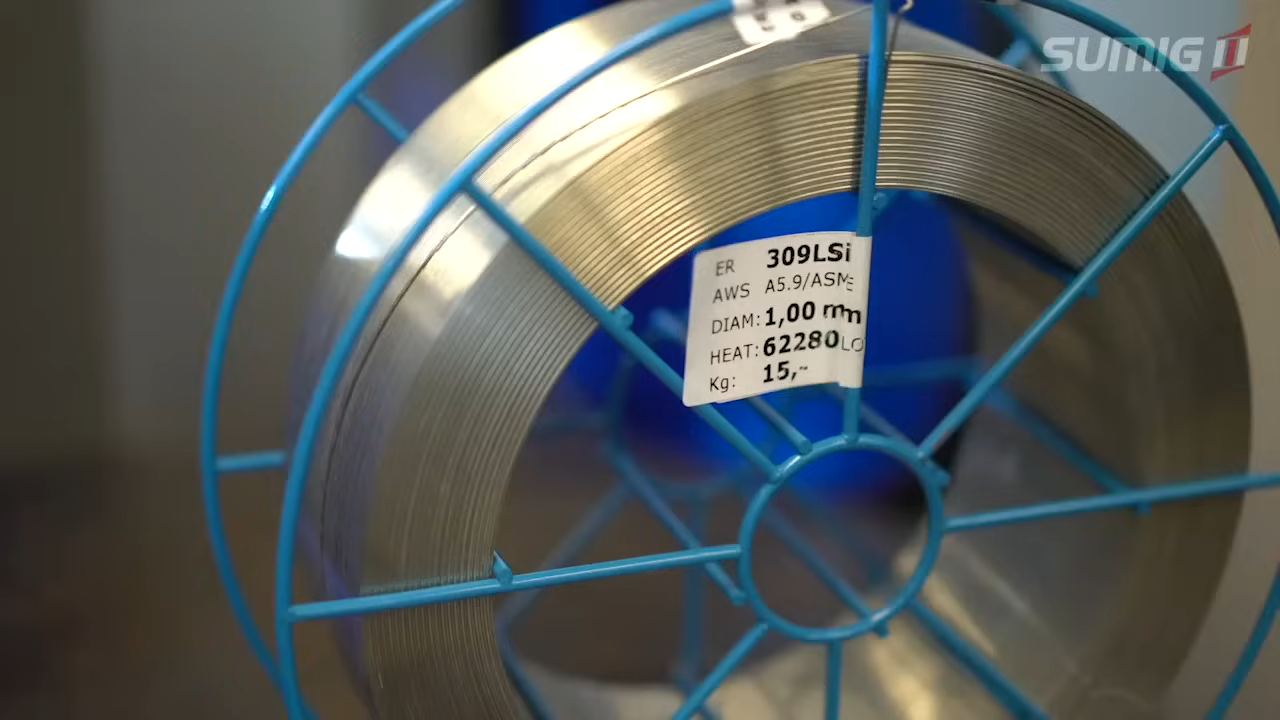 SUMIG
ER 309LSi
AWS A5.9/ASME
DIAM: 1,00 mm
HEAT: 62280
Kg: 15,-